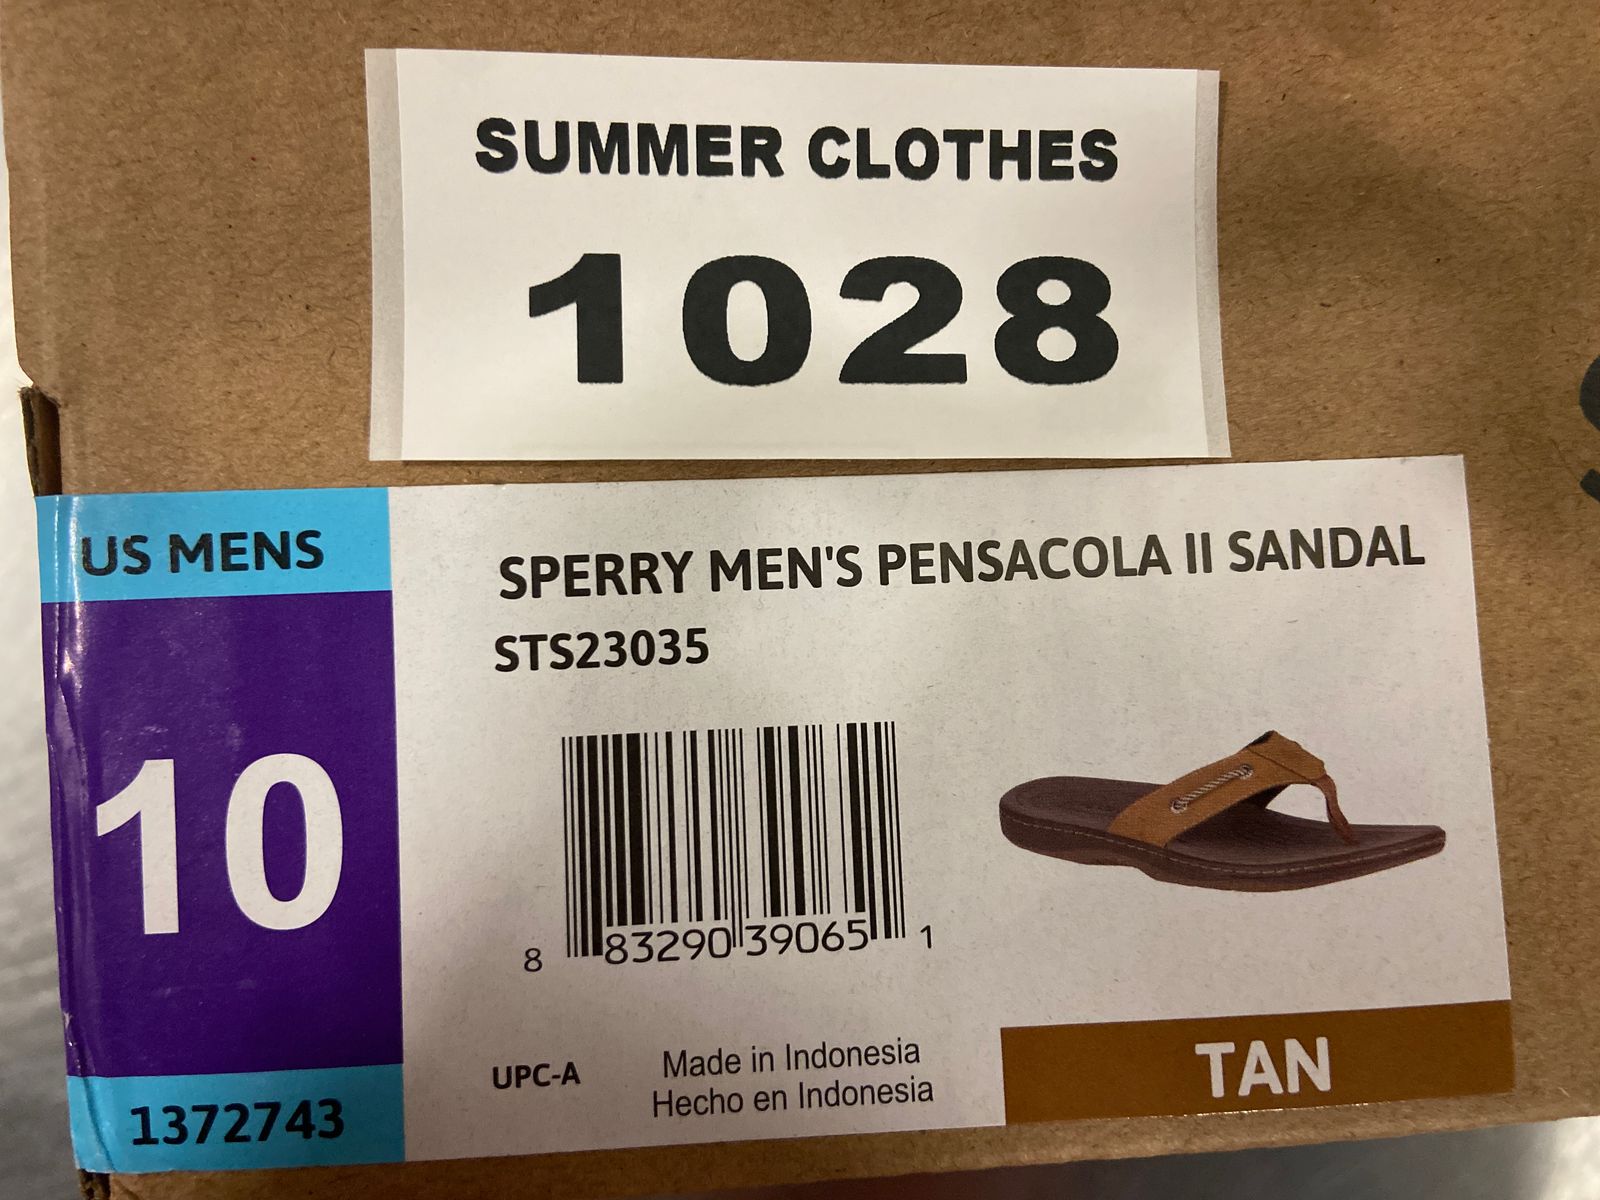 SUMMER CLOTHES
1028
US MENS
10
1372743
SPERRY MEN'S PENSACOLA II SANDAL
STS23035
8 83290 39065 1
UPC-A
Made in Indonesia
Hecho en Indonesia
TAN